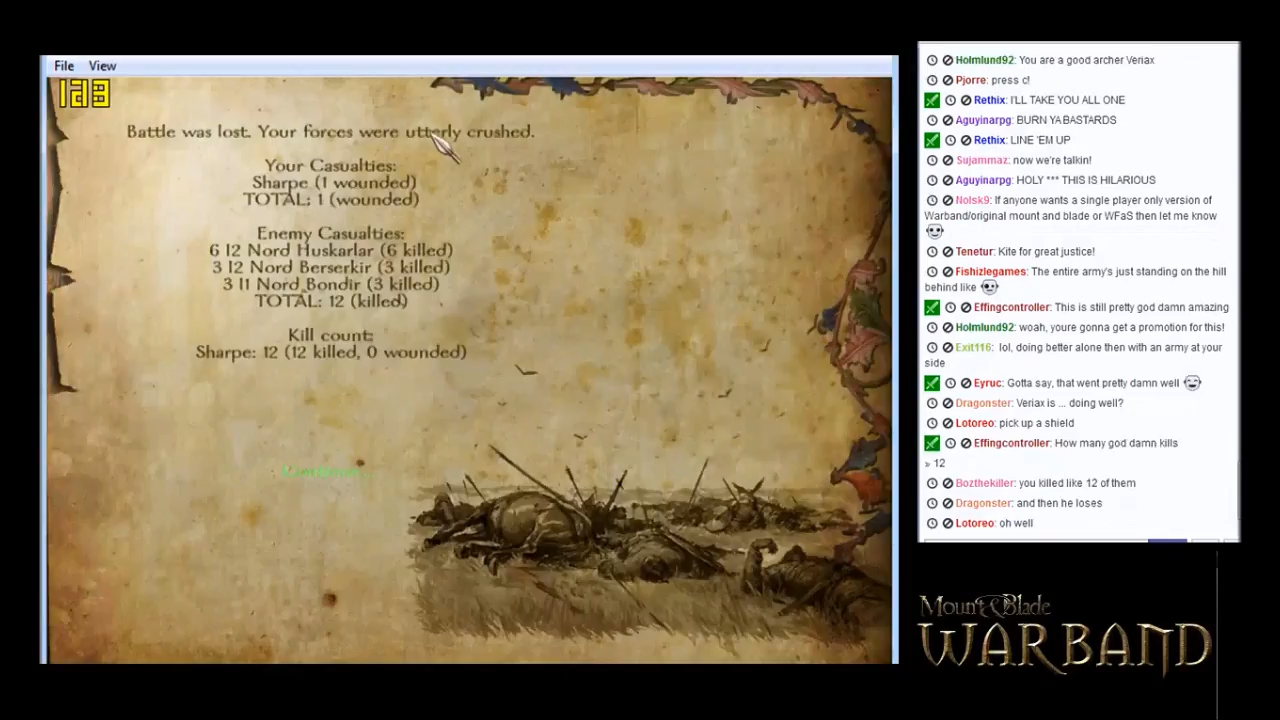 File View
123
Battle was lost. Your forces were utterly crushed.
Your Casualties:
Sharpe (1 wounded)
TOTAL: 1 (wounded)
Enemy Casualties:
6 12 Nord Huskarlar (6 killed)
3 12 Nord Berserkir (3 killed)
3 11 Nord Bondir (3 killed)
TOTAL: 12 (killed)
Kill count:
Sharpe: 12 (12 killed, 0 wounded)
Holmlund92: You are a good archer Veriax
Pjorre: press c!
Rethix: I'LL TAKE YOU ALL ONE
Aguyinarpg: BURN YA BASTARDS
Rethix: LINE 'EM UP
Sujammaz: now we're talkin!
Aguyinarpg: HOLY *** THIS IS HILARIOUS
Nolsk9: If anyone wants a single player only version of
Warband/original mount and blade or WFaS then let me know
Tenetur: Kite for great justice!
Fishizlegames: The entire army's just standing on the hill
behind like
Effingcontroller: This is still pretty god damn amazing
Holmlund92: woah, youre gonna get a promotion for this!
Exit116: lol, doing better alone then with an army at your
side
Eyruc: Gotta say, that went pretty damn well
Dragonster: Veriax is ... doing well?
Lotoreo: pick up a shield
Effingcontroller: How many god damn kills
» 12
Bozthekiller: you killed like 12 of them
Dragonster: and then he loses
Lotoreo: oh well
Mount & Blade
WARBAND